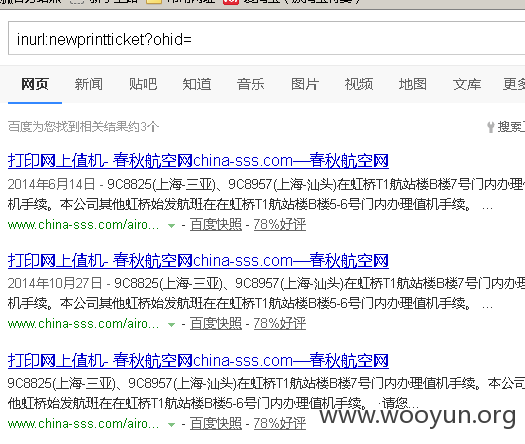 inurl:newprintticket?ohid=
网页 新闻 贴吧 知道 音乐 图片 视频 地图 文库 更多
百度为您找到相关结果约3个 搜索工
打印网上值机- 春秋航空网china-sss.com—春秋航空网
2014年6月14日 - 9C8825(上海-三亚)、9C8957(上海-汕头)在虹桥T1航站楼B楼7号门内办理值
机手续。本公司其他虹桥始发航班在在虹桥T1航站楼B楼5-6号门内办理值机手续。 ...
www.china-sss.com/airo... - 百度快照 - 78%好评
打印网上值机- 春秋航空网china-sss.com—春秋航空网
2014年10月27日 - 9C8825(上海-三亚)、9C8957(上海-汕头)在虹桥T1航站楼B楼7号门内办理
机手续。本公司其他虹桥始发航班在在虹桥T1航站楼B楼5-6号门内办理值机手续。 ...
www.china-sss.com/airo... - 百度快照 - 78%好评
打印网上值机- 春秋航空网china-sss.com—春秋航空网
9C8825(上海-三亚)、9C8957(上海-汕头)在虹桥T1航站楼B楼7号门内办理值机手续。本公司
他虹桥始发航班在在虹桥T1航站楼B楼5-6号门内办理值机手续。 ·请您...
www.china-sss.com/airo... - 百度快照 - 78%好评
www.wooyun.org